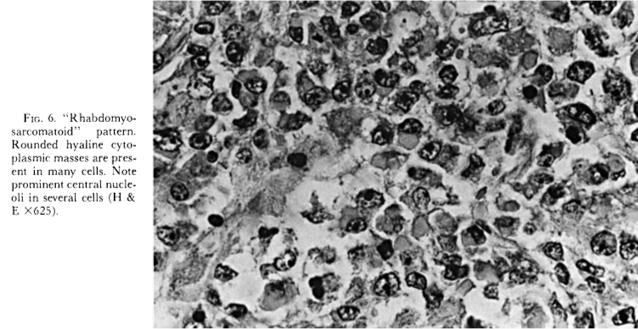 FIG. 6. "Rhabdomyo-
sarcomatoid" pattern.
Rounded hyaline cyto-
plasmic masses are pres-
ent in many cells. Note
prominent central nucle-
oli in several cells (H &
E ×625).